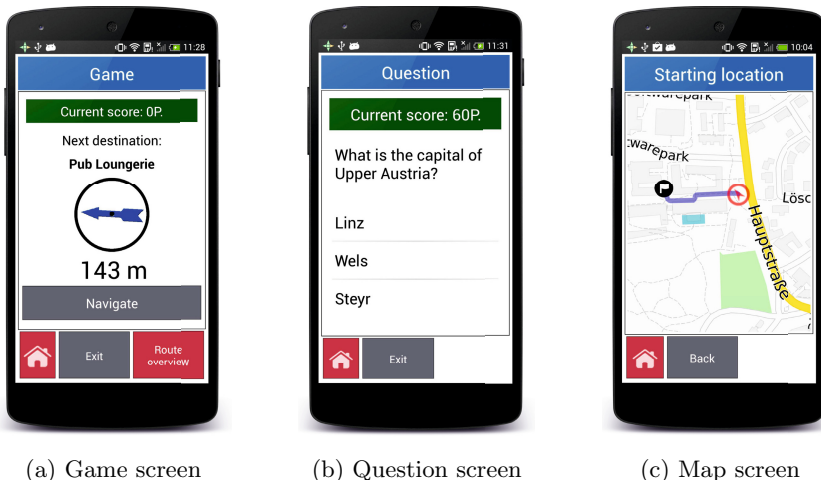 11:28
Game
Current score: 0P.
Next destination:
Pub Loungerie
143 m
Navigate
Exit
Route
overview
(a) Game screen
11:31
Question
Current score: 60P.
What is the capital of
Upper Austria?
Linz
Wels
Steyr
Exit
(b) Question screen
10:04
Starting location
twarepark
Lösc
Hauptstraße
Back
(c) Map screen